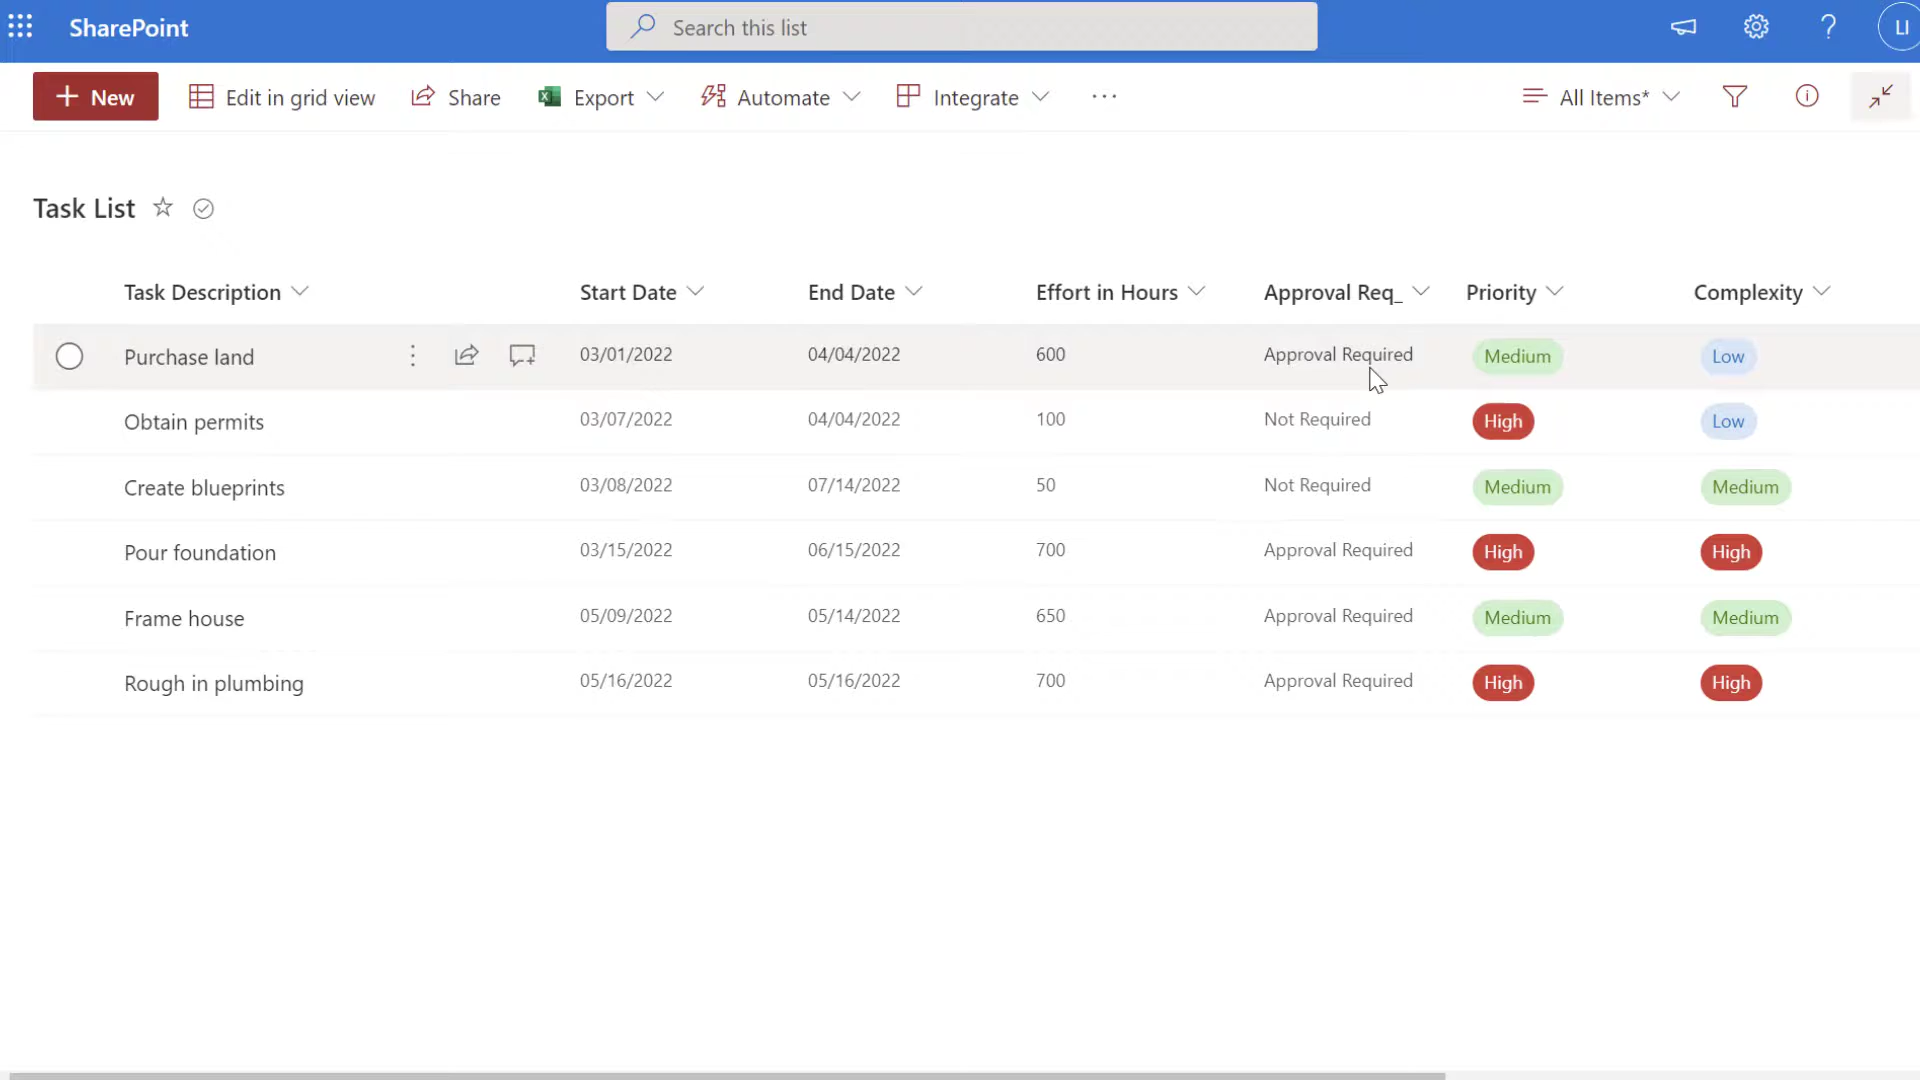 SharePoint Search this list ? LI
+ New Edit in grid view Share Export Automate Integrate ... All Items*
Task List
Task Description Start Date End Date Effort in Hours Approval Req_ Priority Complexity
Purchase land 03/01/2022 04/04/2022 600 Approval Required Medium Low
Obtain permits 03/07/2022 04/04/2022 100 Not Required High Low
Create blueprints 03/08/2022 07/14/2022 50 Not Required Medium Medium
Pour foundation 03/15/2022 06/15/2022 700 Approval Required High High
Frame house 05/09/2022 05/14/2022 650 Approval Required Medium Medium
Rough in plumbing 05/16/2022 05/16/2022 700 Approval Required High High